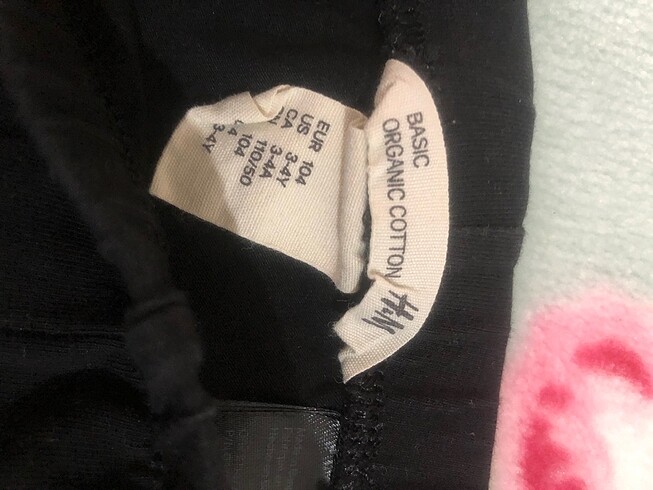 BASIC
ORGANIC COTTON
H&M
EUR 104
US 3-4Y
CA 3-4A
110/50
104
3-4Y